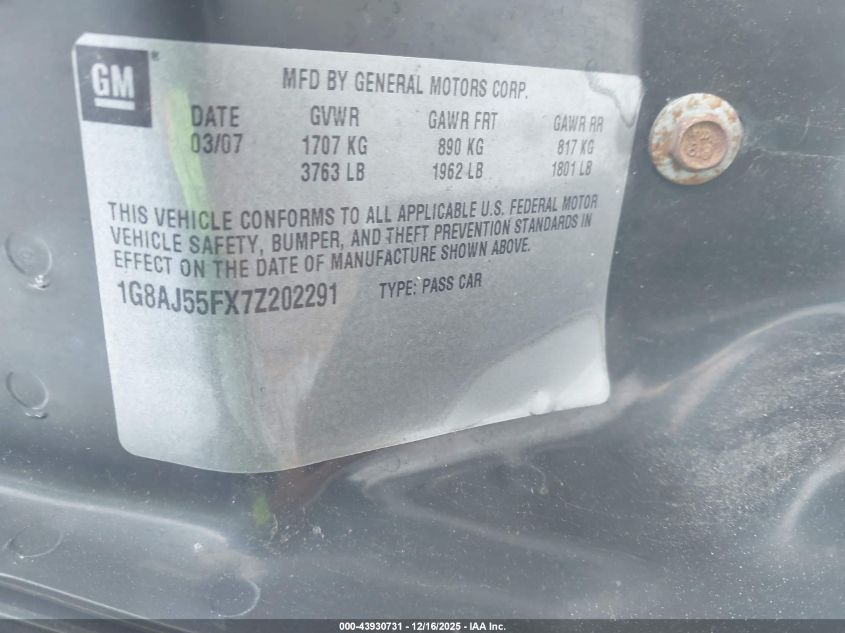 GM
MFD BY GENERAL MOTORS CORP.
DATE GVWR GAWR FRT GAWR RR
03/07 1707 KG 890 KG 817 KG
3763 LB 1962 LB 1801 LB
THIS VEHICLE CONFORMS TO ALL APPLICABLE U.S. FEDERAL MOTOR
VEHICLE SAFETY, BUMPER, AND THEFT PREVENTION STANDARDS IN
EFFECT ON THE DATE OF MANUFACTURE SHOWN ABOVE.
1G8AJ55FX7Z202291 TYPE: PASS CAR
000-43930731 - 12/16/2025 - IAA Inc.